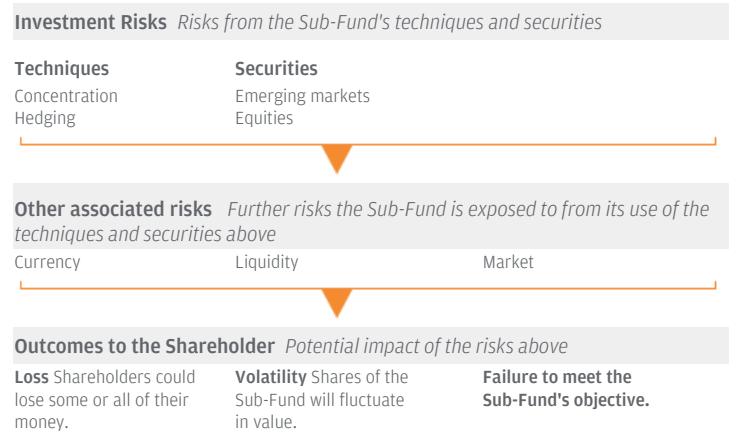 Investment Risks Risks from the Sub-Fund's techniques and securities
Techniques
Concentration
Hedging
Securities
Emerging markets
Equities
Other associated risks Further risks the Sub-Fund is exposed to from its use of the
techniques and securities above
Currency
Liquidity
Market
Outcomes to the Shareholder Potential impact of the risks above
Loss Shareholders could
lose some or all of their
money.
Volatility Shares of the
Sub-Fund will fluctuate
in value.
Failure to meet the
Sub-Fund's objective.